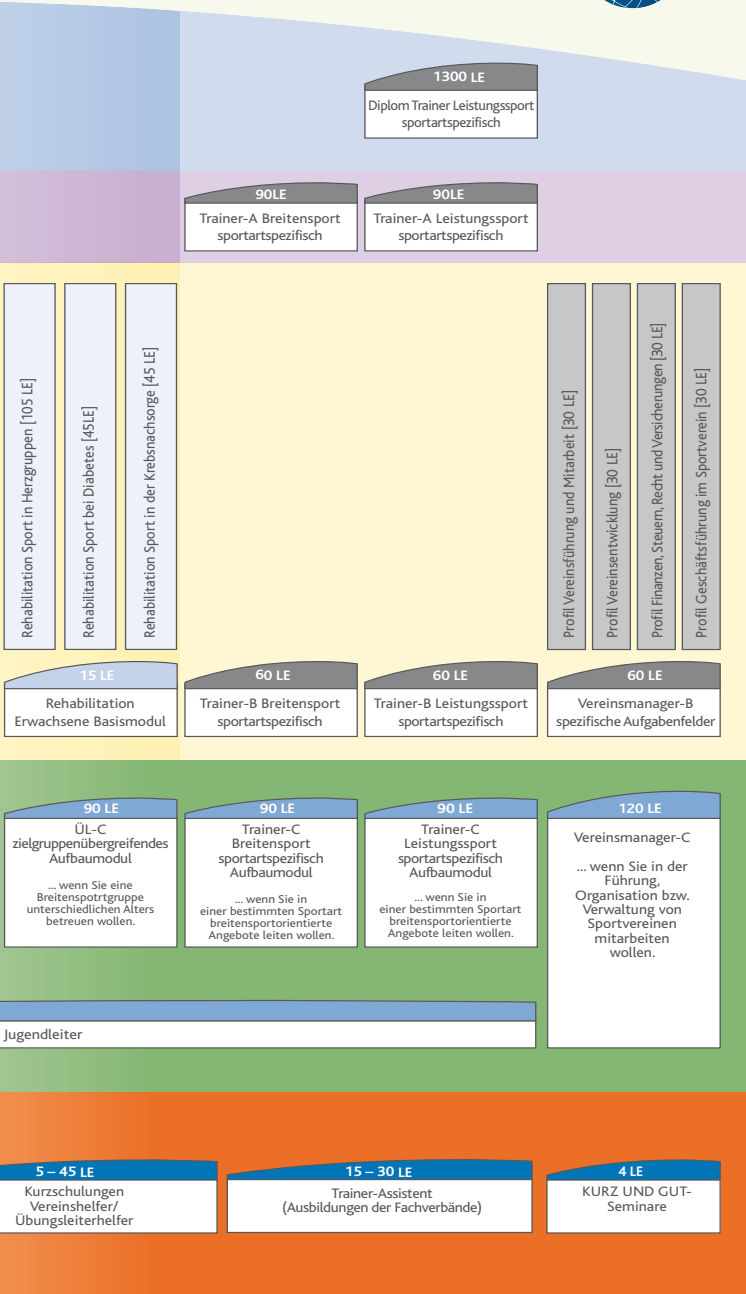 1300 LE
Diplom Trainer Leistungssport
sportartspezifisch
90LE
Trainer-A Breitensport
sportartspezifisch
90LE
Trainer-A Leistungssport
sportartspezifisch
Rehabilitation Sport in Herzgruppen [105 LE]
Rehabilitation Sport bei Diabetes [45LE]
Rehabilitation Sport in der Krebsnachsorge [45 LE]
Profil Vereinsführung und Mitarbeit [30 LE]
Profil Vereinsentwicklung [30 LE]
Profil Finanzen, Steuern, Recht und Versicherungen [30 LE]
Profil Geschäftsführung im Sportverein [30 LE]
15 LE
Rehabilitation
Erwachsene Basismodul
60 LE
Trainer-B Breitensport
sportartspezifisch
60 LE
Trainer-B Leistungssport
sportartspezifisch
60 LE
Vereinsmanager-B
spezifische Aufgabenfelder
90 LE
ÜL-C
zielgruppenübergreifendes
Aufbaumodul
... wenn Sie eine
Breitenspotrtgruppe
unterschiedlichen Alters
betreuen wollen.
90 LE
Trainer-C
Breitensport
sportartspezifisch
Aufbaumodul
... wenn Sie in
einer bestimmten Sportart
breitensportorientierte
Angebote leiten wollen.
90 LE
Trainer-C
Leistungssport
sportartspezifisch
Aufbaumodul
... wenn Sie in
einer bestimmten Sportart
breitensportorientierte
Angebote leiten wollen.
120 LE
Vereinsmanager-C
... wenn Sie in der
Führung,
Organisation bzw.
Verwaltung von
Sportvereinen
mitarbeiten
wollen.
Jugendleiter
5 – 45 LE
Kurzschulungen
Vereinshelfer/
Übungsleiterhelfer
15 – 30 LE
Trainer-Assistent
(Ausbildungen der Fachverbände)
4 LE
KURZ UND GUT-
Seminare